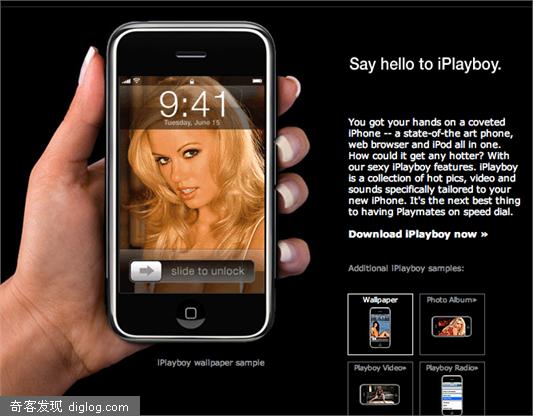 9:41
Tuesday, June 15
slide to unlock
iPlayboy wallpaper sample
Say hello to iPlayboy.
You got your hands on a coveted
iPhone -- a state-of-the art phone,
web browser and iPod all in one.
How could it get any hotter? With
our sexy iPlayboy features. iPlayboy
is a collection of hot pics, video and
sounds specifically tailored to your
new iPhone. It's the next best thing
to having Playmates on speed dial.
Download iPlayboy now »
Additional iPlayboy samples:
Wallpaper
Photo Album»
Playboy Video»
Playboy Radio»
奇客发现 diglog.com